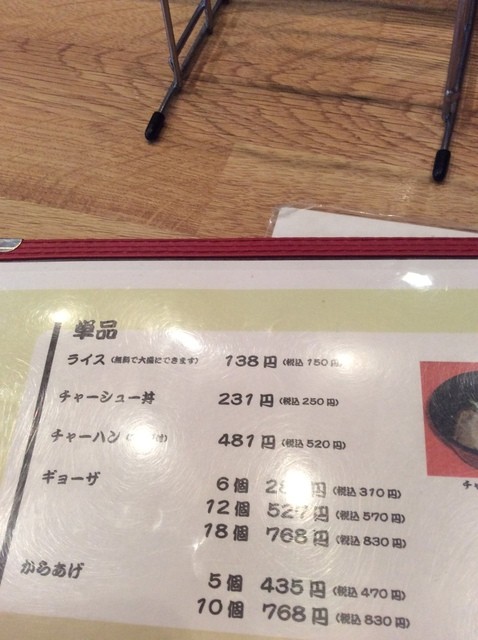 単品
ライス (無料で大盛にできます) 138円 (税込 150円)
チャーシュー丼 231円 (税込 250円)
チャーハン 481円 (税込 520円)
ギョーザ
6個 円 (税込 310円)
12個 円 (税込 570円)
18個 768円 (税込 830円)
からあげ
5個 435円 (税込 470円)
10個 768円 (税込 830円)
チャ